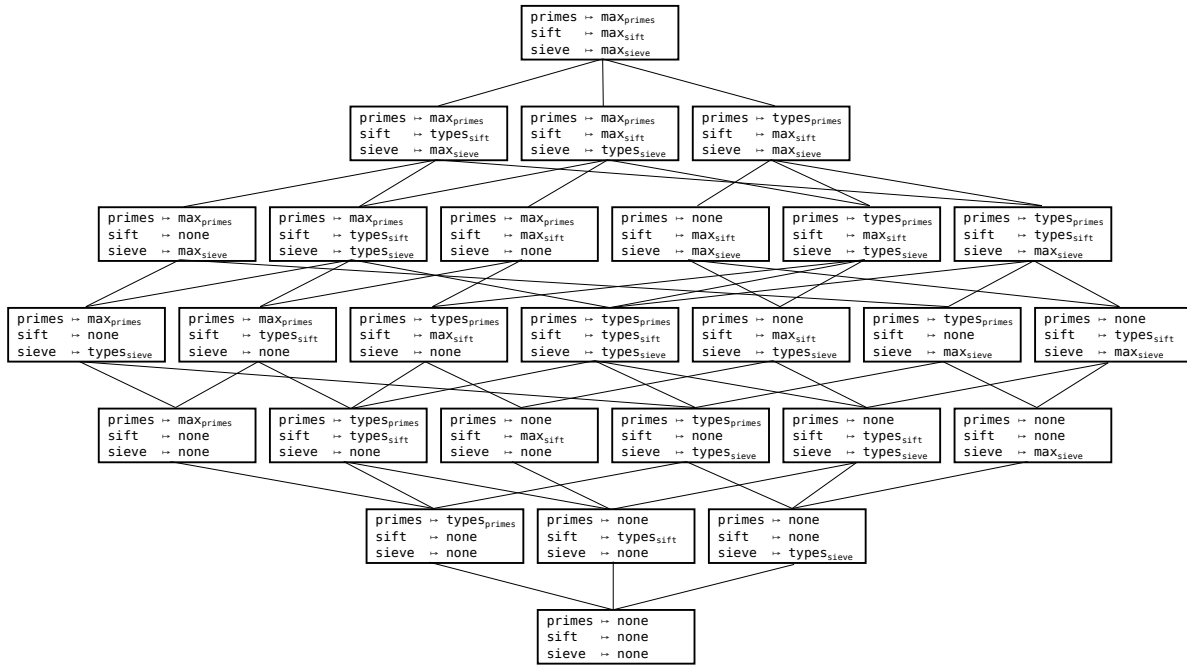 primes ↦ max_primes
sift ↦ max_sift
sieve ↦ max_sieve
primes ↦ max_primes
sift ↦ types_sift
sieve ↦ max_sieve
primes ↦ max_primes
sift ↦ max_sift
sieve ↦ types_sieve
primes ↦ types_primes
sift ↦ max_sift
sieve ↦ max_sieve
primes ↦ max_primes
sift ↦ none
sieve ↦ max_sieve
primes ↦ max_primes
sift ↦ types_sift
sieve ↦ types_sieve
primes ↦ max_primes
sift ↦ max_sift
sieve ↦ none
primes ↦ none
sift ↦ max_sift
sieve ↦ max_sieve
primes ↦ types_primes
sift ↦ max_sift
sieve ↦ types_sieve
primes ↦ types_primes
sift ↦ types_sift
sieve ↦ max_sieve
primes ↦ max_primes
sift ↦ none
sieve ↦ types_sieve
primes ↦ max_primes
sift ↦ types_sift
sieve ↦ none
primes ↦ types_primes
sift ↦ max_sift
sieve ↦ none
primes ↦ types_primes
sift ↦ types_sift
sieve ↦ types_sieve
primes ↦ none
sift ↦ max_sift
sieve ↦ types_sieve
primes ↦ types_primes
sift ↦ none
sieve ↦ max_sieve
primes ↦ none
sift ↦ types_sift
sieve ↦ max_sieve
primes ↦ max_primes
sift ↦ none
sieve ↦ none
primes ↦ types_primes
sift ↦ types_sift
sieve ↦ none
primes ↦ none
sift ↦ max_sift
sieve ↦ none
primes ↦ types_primes
sift ↦ none
sieve ↦ types_sieve
primes ↦ none
sift ↦ types_sift
sieve ↦ types_sieve
primes ↦ none
sift ↦ none
sieve ↦ max_sieve
primes ↦ types_primes
sift ↦ none
sieve ↦ none
primes ↦ none
sift ↦ types_sift
sieve ↦ none
primes ↦ none
sift ↦ none
sieve ↦ types_sieve
primes ↦ none
sift ↦ none
sieve ↦ none